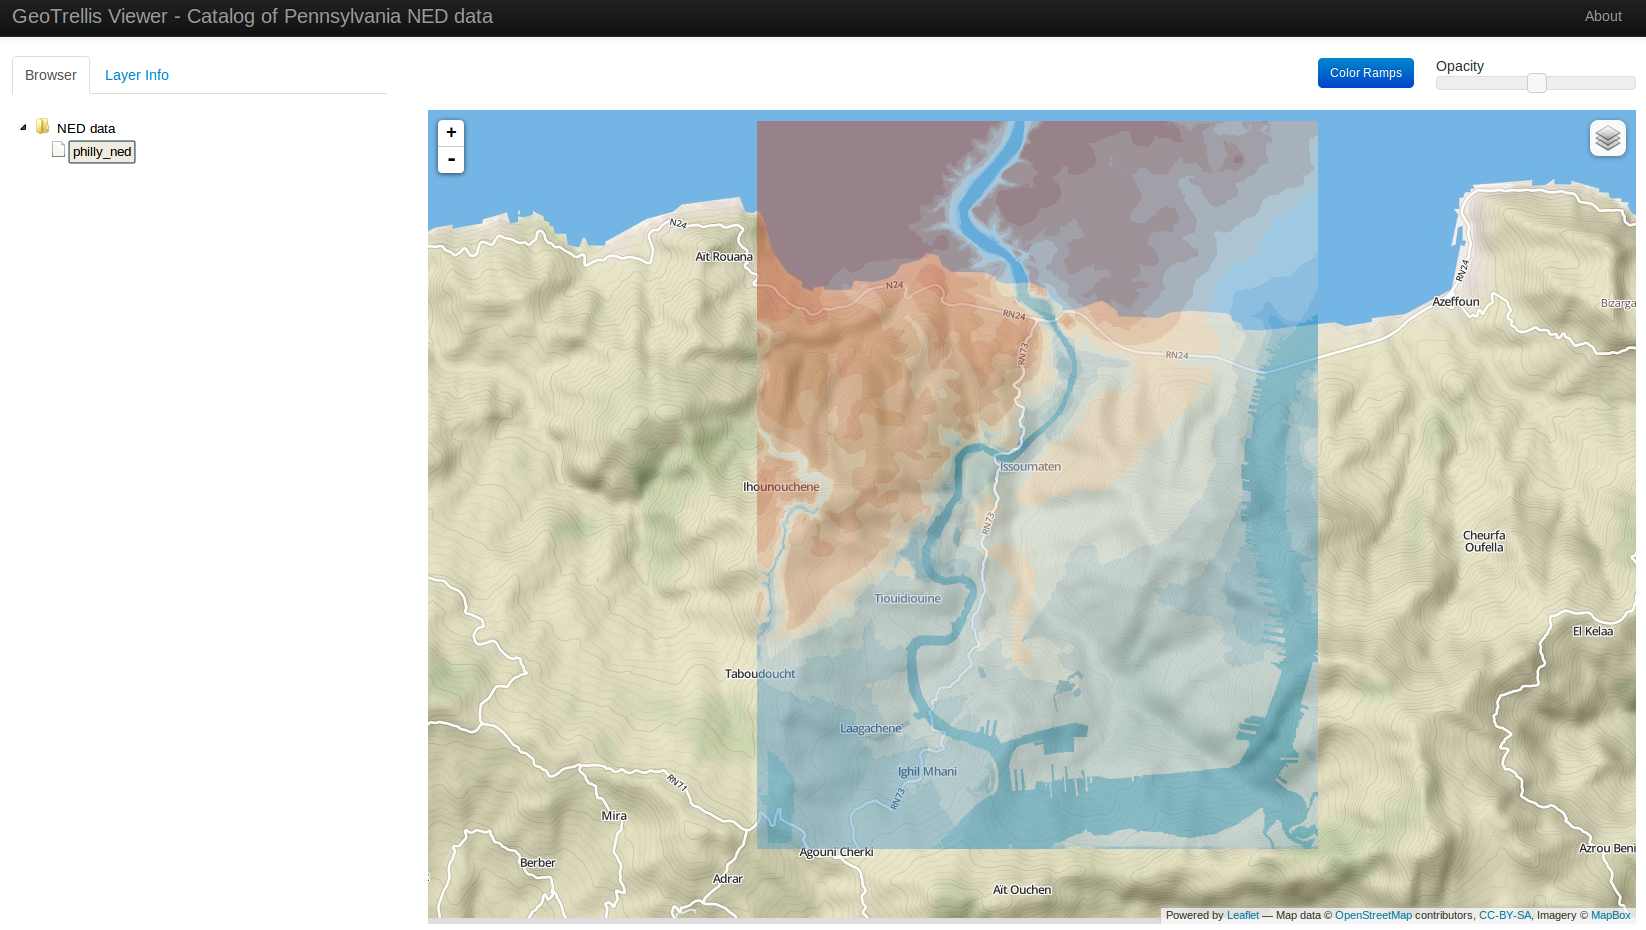 GeoTrellis Viewer - Catalog of Pennsylvania NED data
About
Browser
Layer Info
Color Ramps
Opacity
NED data
philly_ned
+
-
N24
Aït Rouana
N24
RN24
RN24
RN24
Azeffoun
Bizarga
RN73
Issoumaten
Ihounouchene
RN73
Cheurfa
Oufella
Tiouidiouine
El Kelaa
Taboudoucht
Laagachene
Ighil Mhani
RN71
RN73
Mira
Agouni Cherki
Azrou Beni
Berber
Adrar
Aït Ouchen
Powered by Leaflet — Map data © OpenStreetMap contributors, CC-BY-SA, Imagery © MapBox